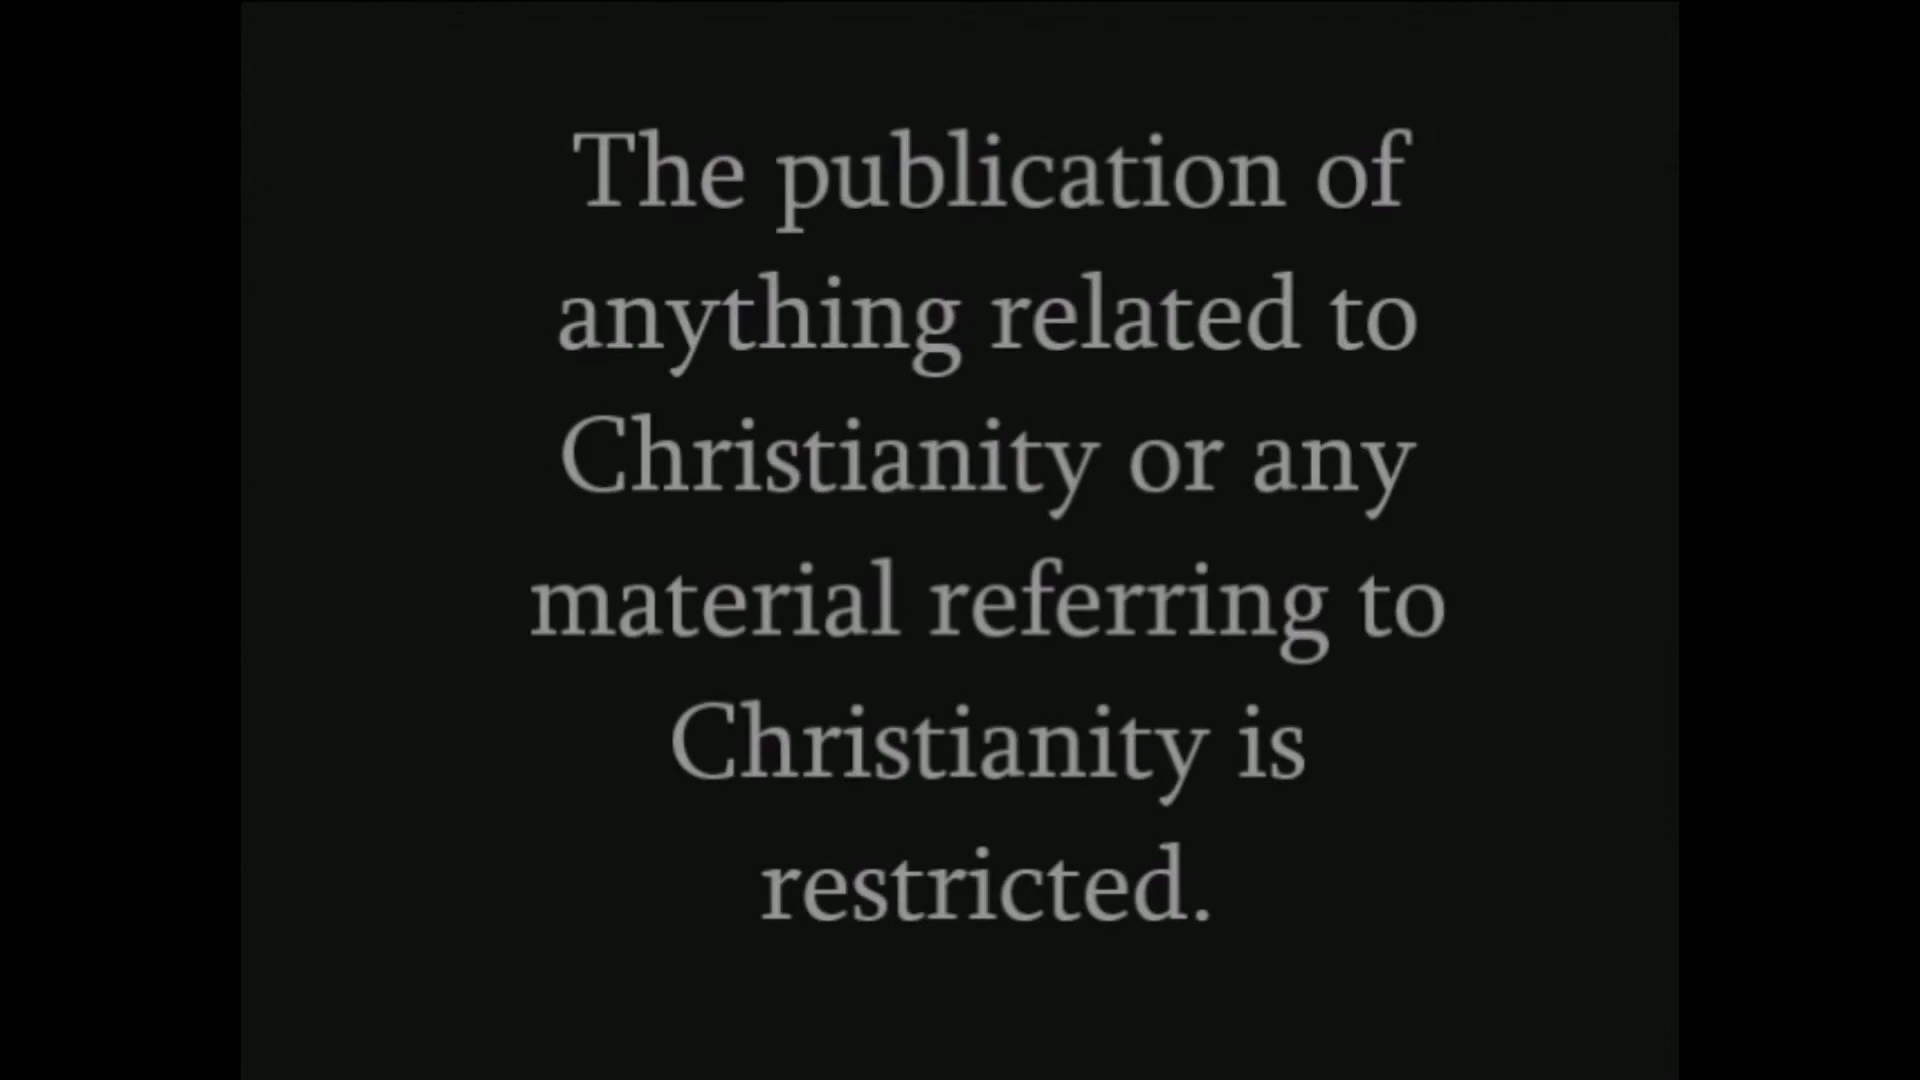 The publication of
anything related to
Christianity or any
material referring to
Christianity is
restricted.